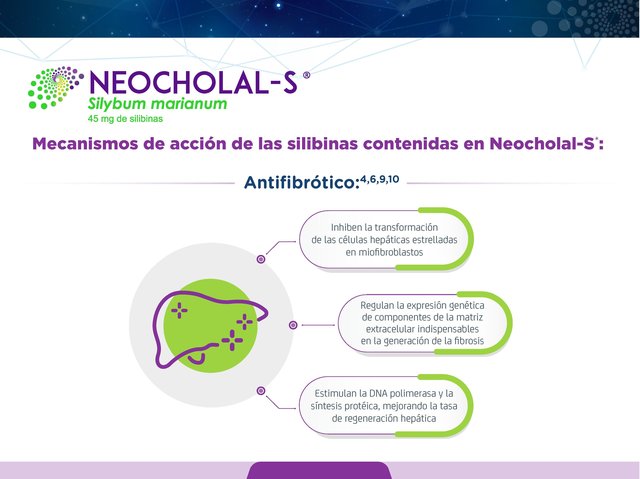 NEOCHOLAL-S®
Silybum marianum
45 mg de silibinas
Mecanismos de acción de las silibinas contenidas en Neocholal-S®:
Antifibrótico:4,6,9,10
Inhiben la transformación
de las células hepáticas estrelladas
en miofibroblastos
Regulan la expresión genética
de componentes de la matriz
extracelular indispensables
en la generación de la fibrosis
Estimulan la DNA polimerasa y la
síntesis protéica, mejorando la tasa
de regeneración hepática